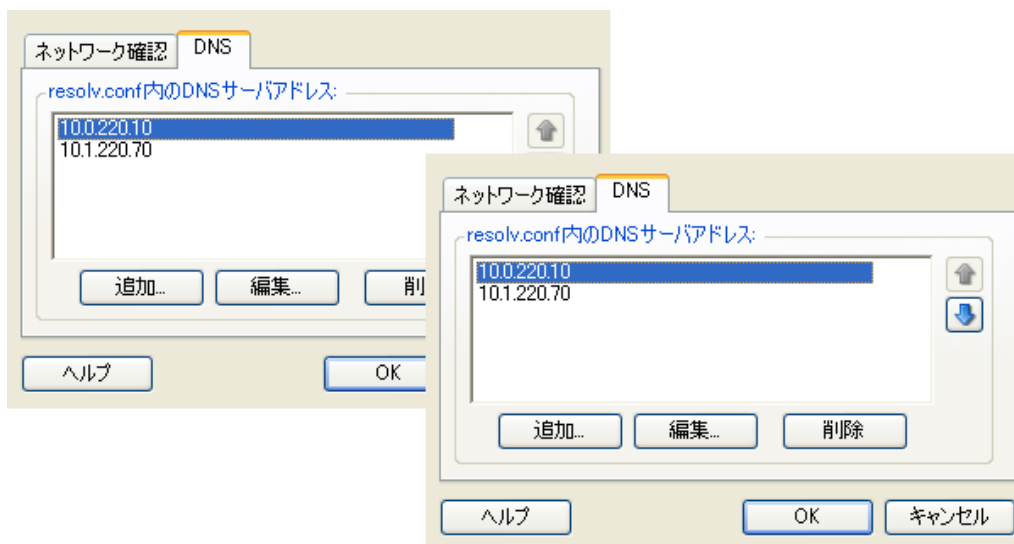 ネットワーク確認 DNS
resolv.conf内のDNSサーバアドレス:
10.0.220.10
10.1.220.70
追加... 編集... 削
ヘルプ OK
ネットワーク確認 DNS
resolv.conf内のDNSサーバアドレス:
10.0.220.10
10.1.220.70
追加... 編集... 削除
ヘルプ OK キャンセル